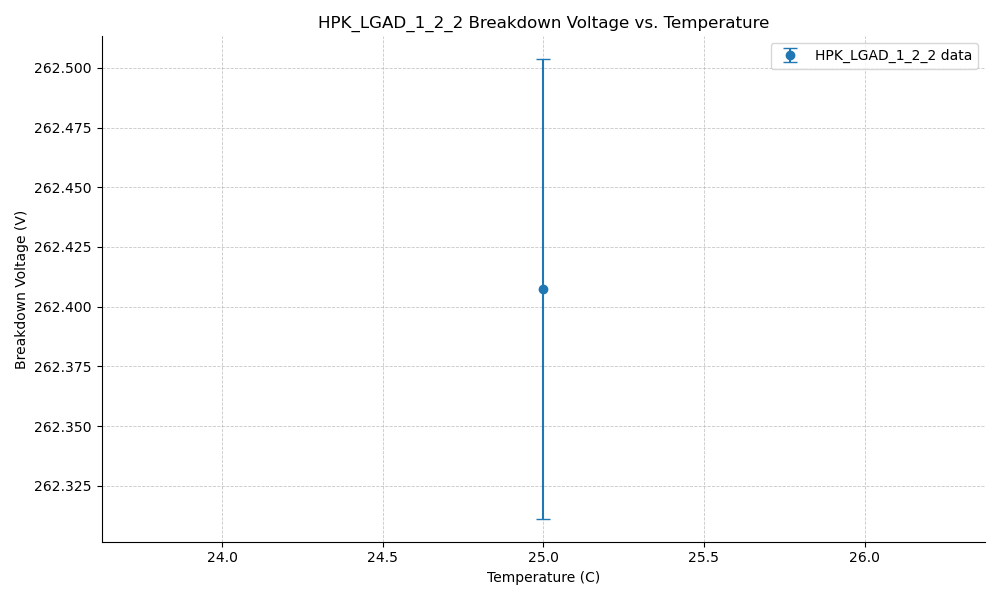 HPK_LGAD_1_2_2 Breakdown Voltage vs. Temperature
HPK_LGAD_1_2_2 data
Breakdown Voltage (V)
262.500
262.475
262.450
262.425
262.400
262.375
262.350
262.325
24.0 24.5 25.0 25.5 26.0
Temperature (C)